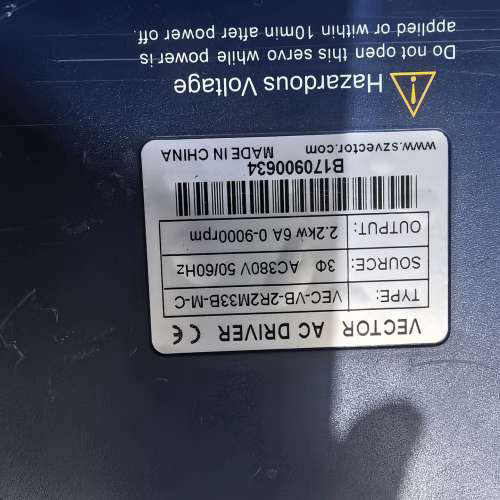 VECTOR AC DRIVER CE
TYPE: VEC-VB-2R2M33B-M-C
SOURCE: 3Φ AC380V 50/60Hz
OUTPUT: 2.2kw 6A 0-9000rpm
B170900634
www.szvector.com MADE IN CHINA
Hazardous Voltage
Do not open this servo while power is
applied or within 10min after power off.